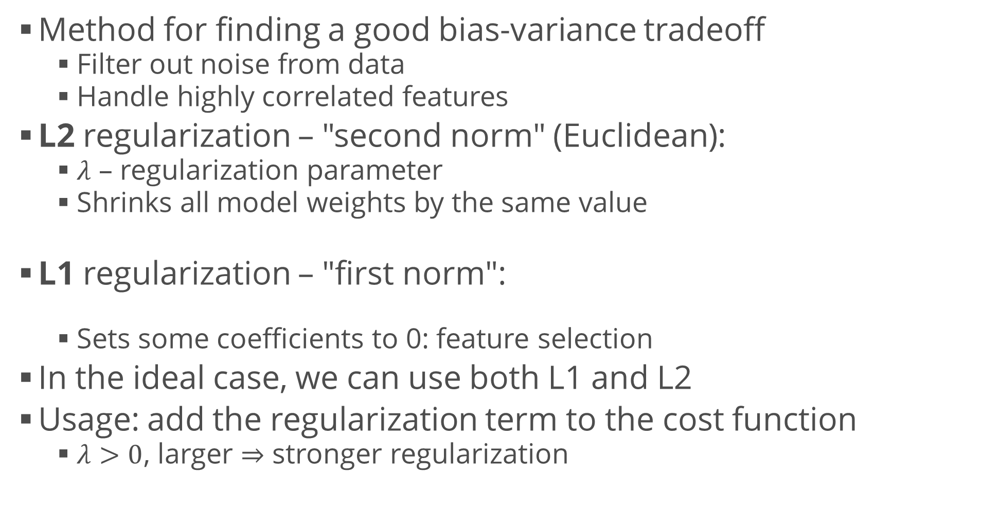 ▪ Method for finding a good bias-variance tradeoff
▪ Filter out noise from data
▪ Handle highly correlated features
▪ L2 regularization – "second norm" (Euclidean):
▪ 𝜆 – regularization parameter
▪ Shrinks all model weights by the same value
▪ L1 regularization – "first norm":
▪ Sets some coefficients to 0: feature selection
▪ In the ideal case, we can use both L1 and L2
▪ Usage: add the regularization term to the cost function
▪ 𝜆 > 0, larger ⇒ stronger regularization